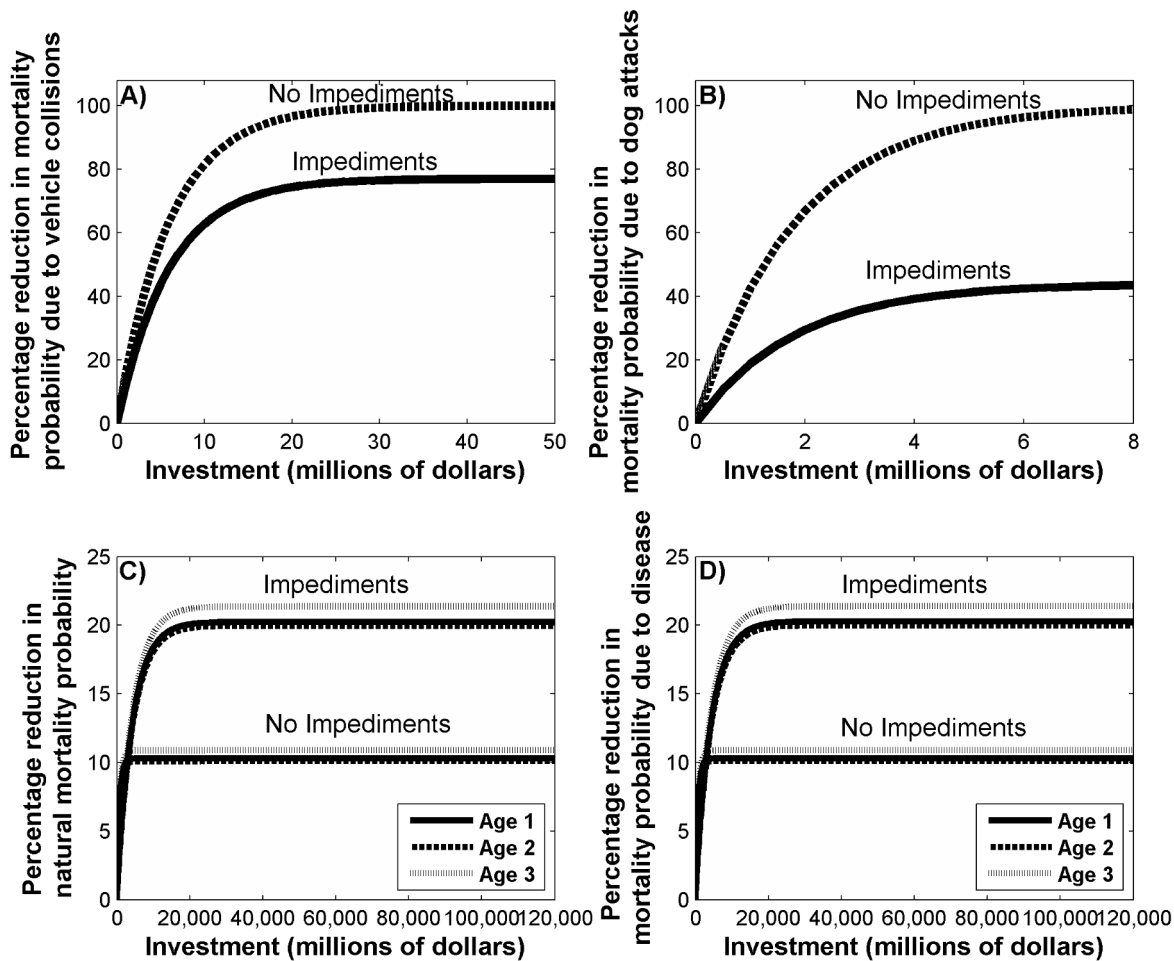 Percentage reduction in mortality
probability due to vehicle collisions
A)
No Impediments
Impediments
100
80
60
40
20
0
0 10 20 30 40 50
Investment (millions of dollars)
Percentage reduction in
mortality probability due to dog attacks
B)
No Impediments
Impediments
100
80
60
40
20
0
0 2 4 6 8
Investment (millions of dollars)
Percentage reduction in
natural mortality probability
C)
Impediments
No Impediments
25
20
15
10
5
0
Age 1
Age 2
Age 3
0 20,000 40,000 60,000 80,000 100,000 120,000
Investment (millions of dollars)
Percentage reduction in
mortality probability due to disease
D)
Impediments
No Impediments
25
20
15
10
5
0
Age 1
Age 2
Age 3
0 20,000 40,000 60,000 80,000 100,000 120,000
Investment (millions of dollars)